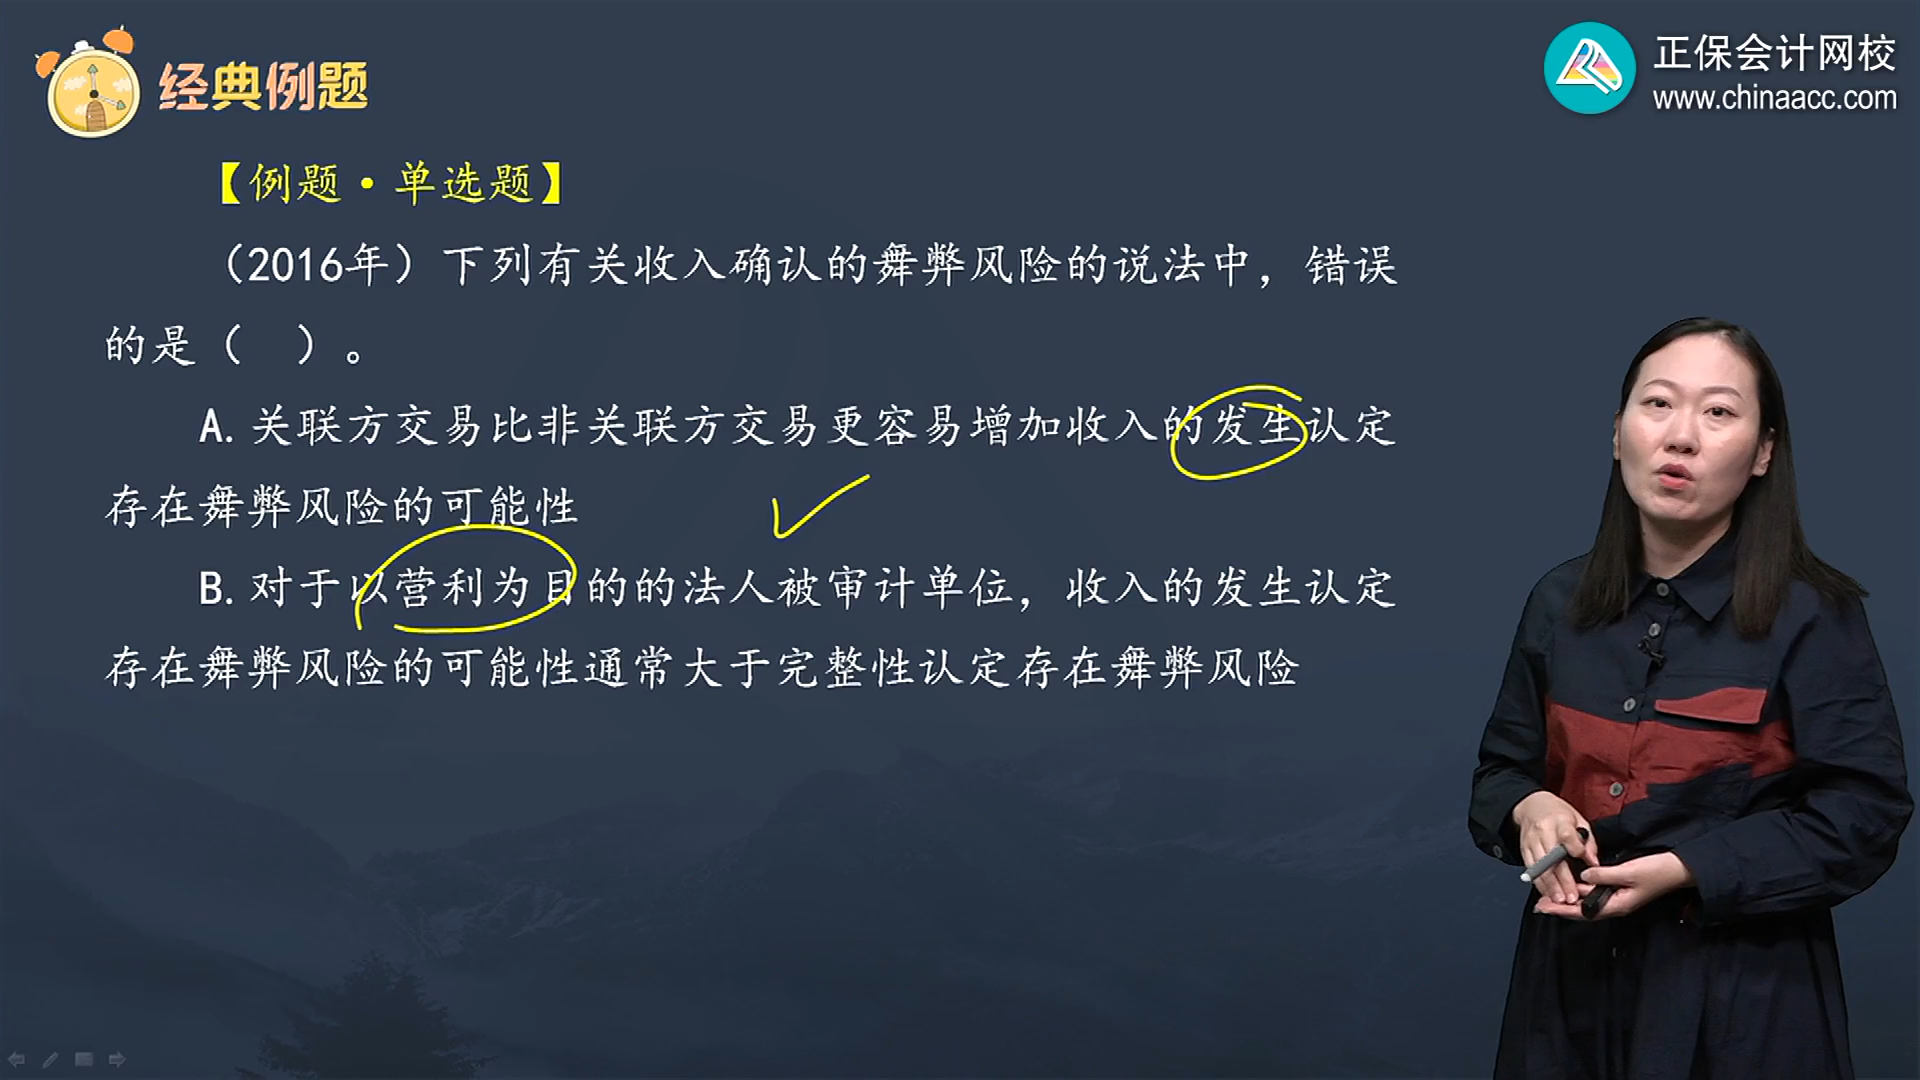 经典例题
正保会计网校
www.chinaacc.com
【例题·单选题】
（2016年）下列有关收入确认的舞弊风险的说法中，错误
的是（ ）。
A.关联方交易比非关联方交易更容易增加收入的发生认定
存在舞弊风险的可能性
B.对于以营利为目的的法人被审计单位，收入的发生认定
存在舞弊风险的可能性通常大于完整性认定存在舞弊风险